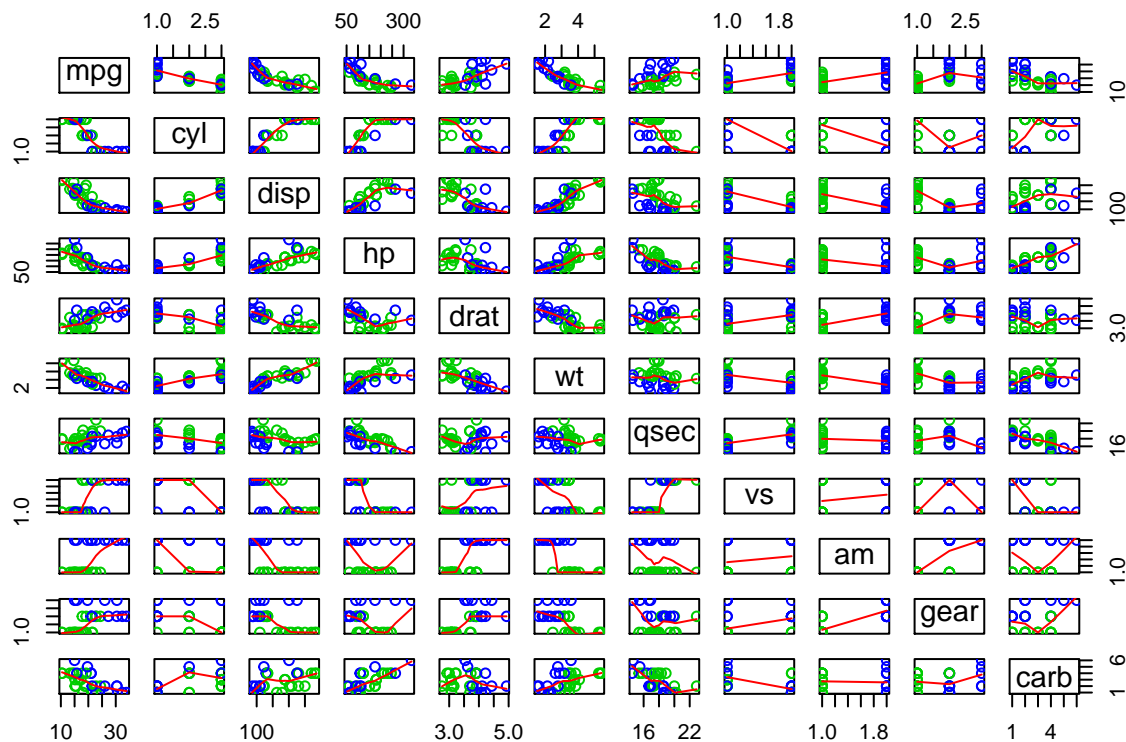 1.0 2.5 50 300 2 4 1.0 1.8 1.0 2.5
mpg 10
1.0 cyl
disp 100
50 hp
drat 3.0
2 wt
qsec 16
1.0 vs
am 1.0
1.0 gear
carb 1 6
10 30 100 3.0 5.0 16 22 1.0 1.8 1 4